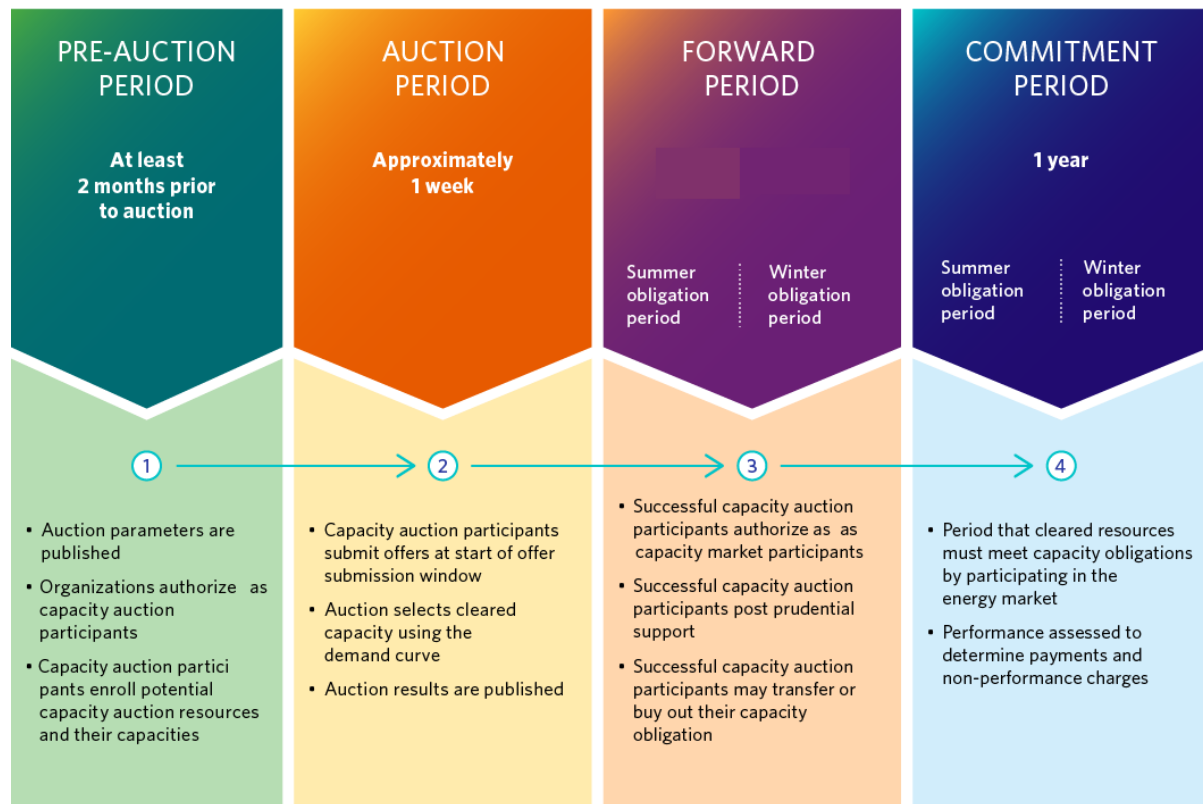 PRE-AUCTION
PERIOD
At least
2 months prior
to auction
AUCTION
PERIOD
Approximately
1 week
FORWARD
PERIOD
Summer
obligation
period
Winter
obligation
period
COMMITMENT
PERIOD
1 year
Summer
obligation
period
Winter
obligation
period
1
• Auction parameters are
published
• Organizations authorize as
capacity auction
participants
• Capacity auction partici
pants enroll potential
capacity auction resources
and their capacities
2
• Capacity auction participants
submit offers at start of offer
submission window
• Auction selects cleared
capacity using the
demand curve
• Auction results are published
3
• Successful capacity auction
participants authorize as as
capacity market participants
• Successful capacity auction
participants post prudential
support
• Successful capacity auction
participants may transfer or
buy out their capacity
obligation
4
• Period that cleared resources
must meet capacity obligations
by participating in the
energy market
• Performance assessed to
determine payments and
non-performance charges